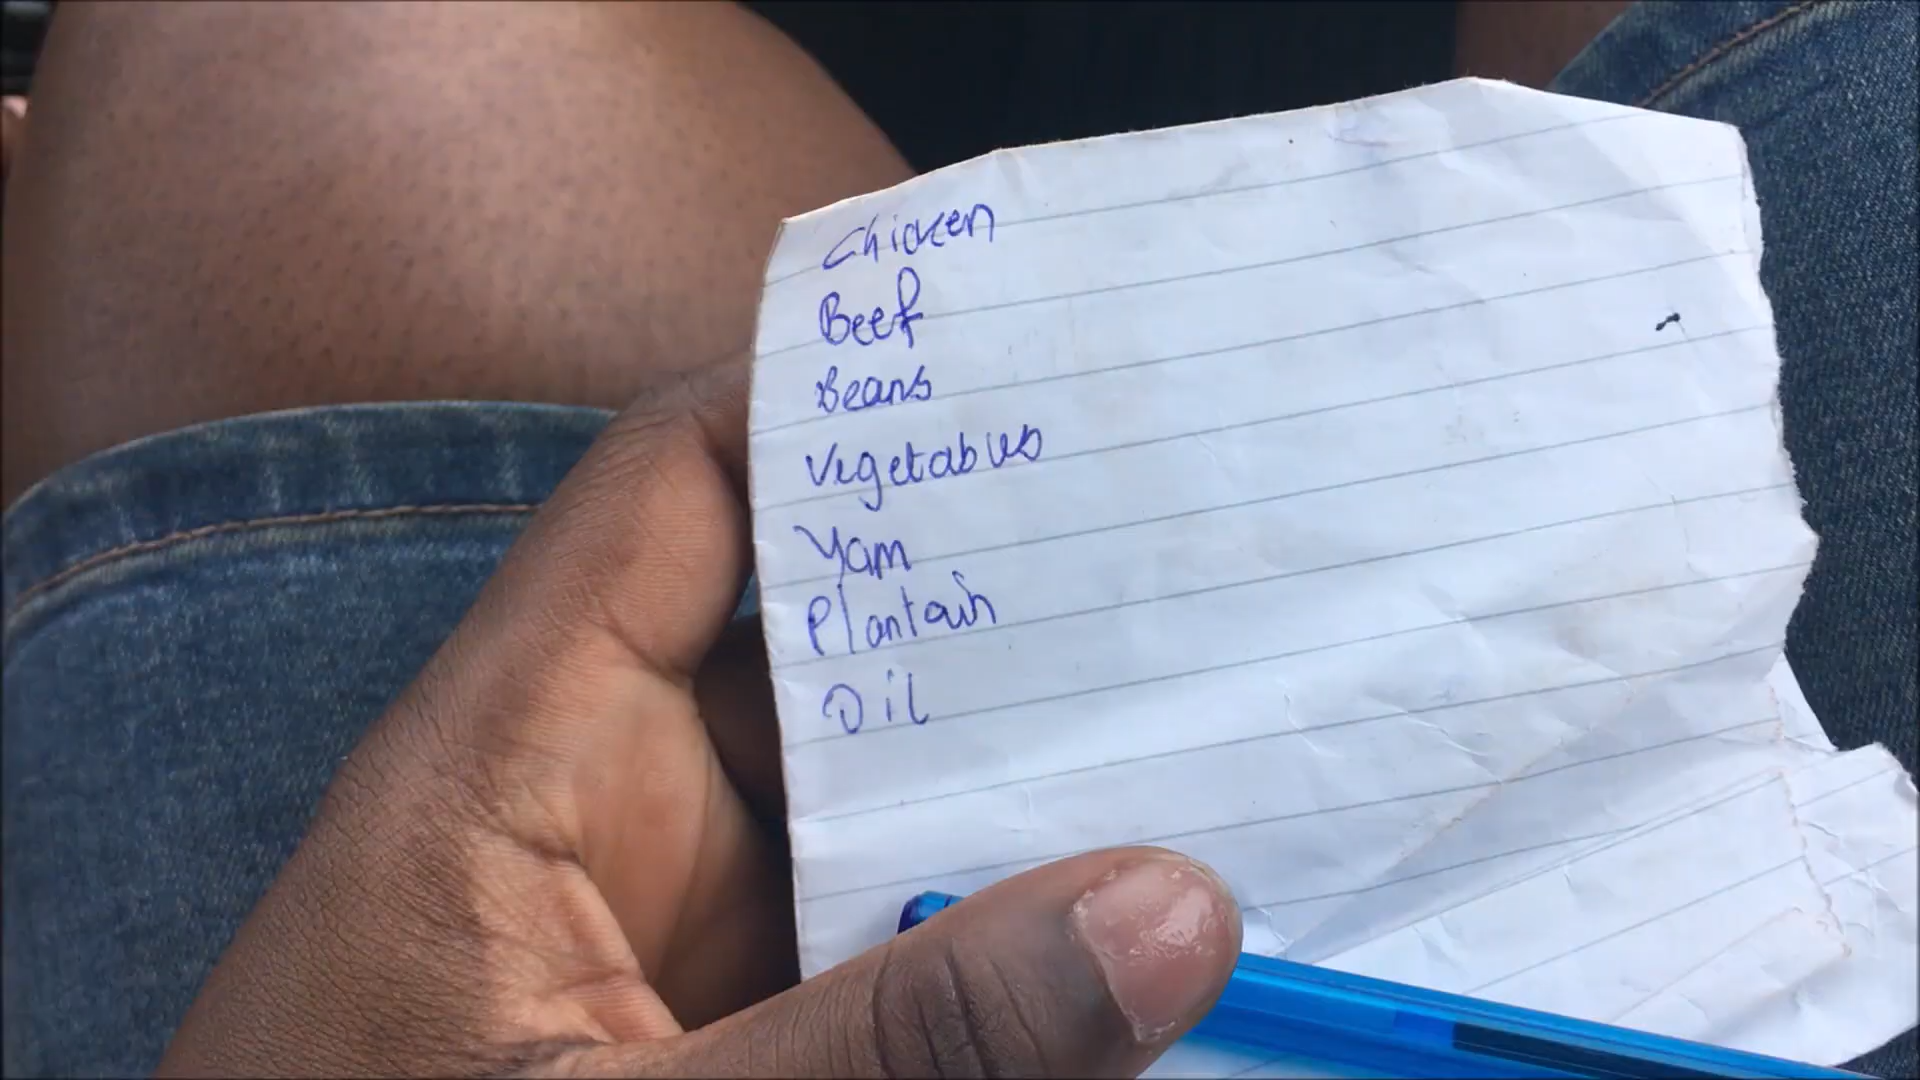 Chicken
Beef
Beans
Vegetables
Yam
Plantain
Oil